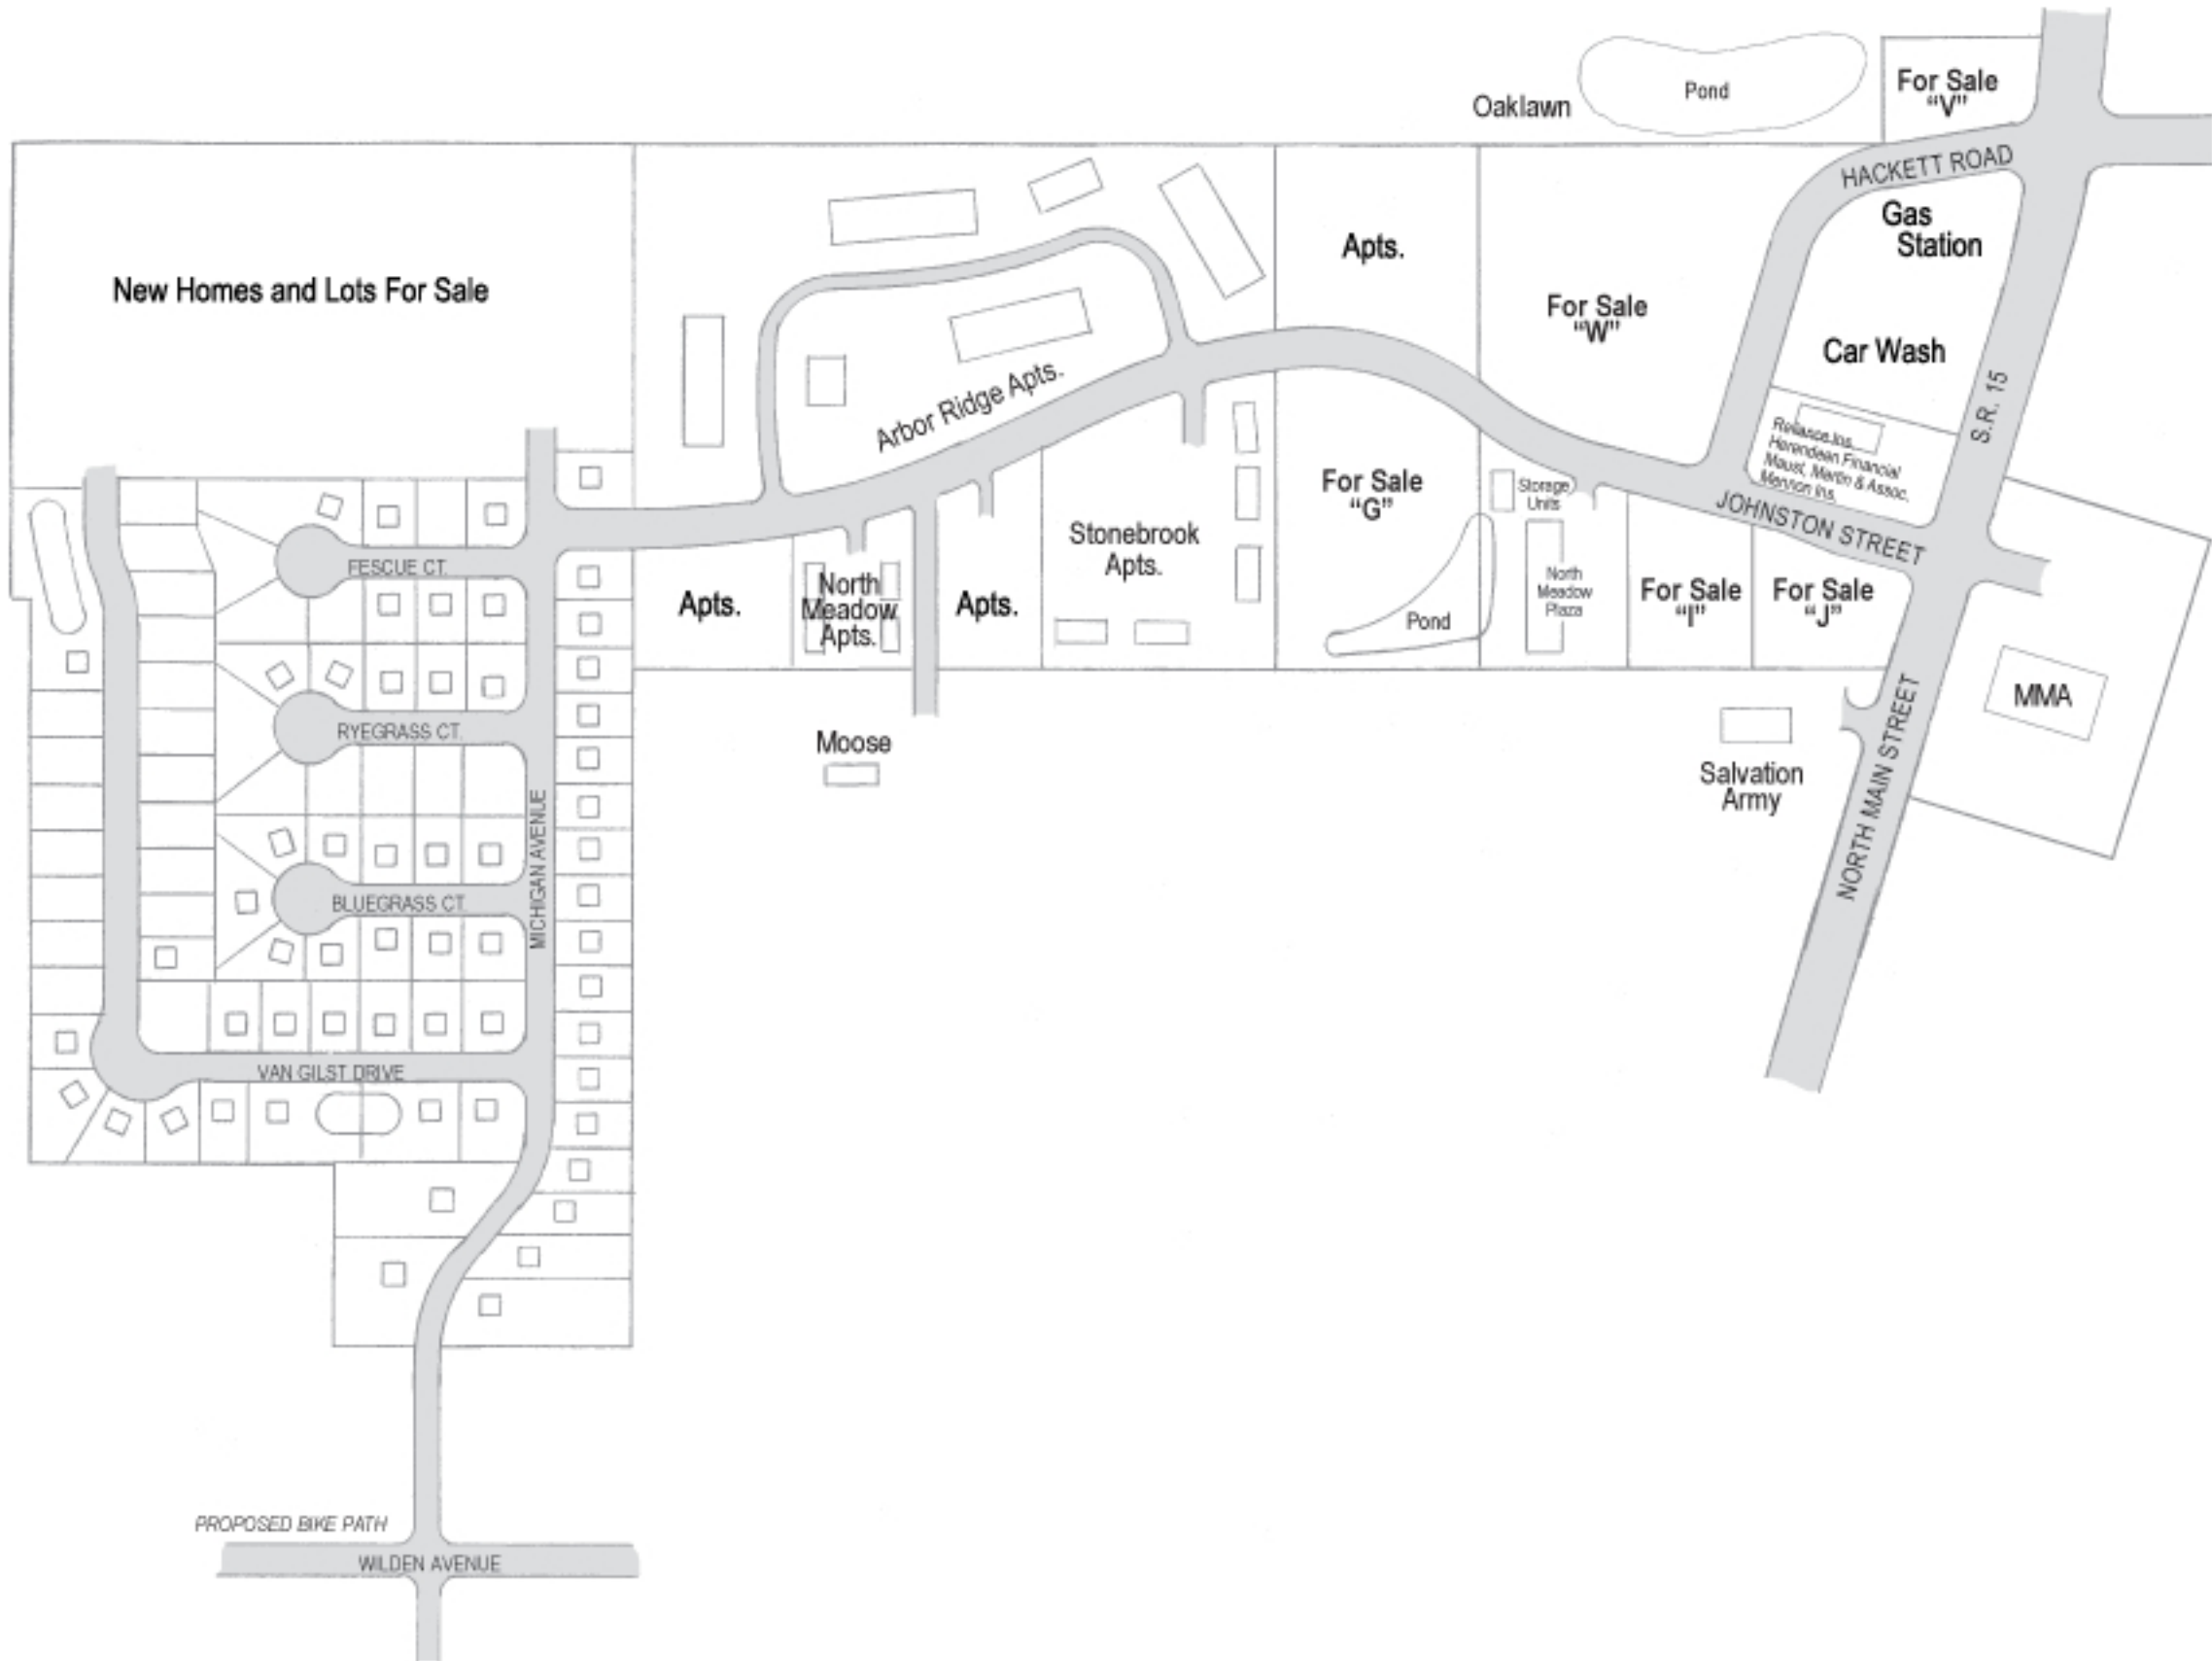 Oaklawn
Pond
For Sale
“V”
HACKETT ROAD
Gas
Station
New Homes and Lots For Sale
Apts.
For Sale
“W”
Car Wash
S.R. 15
Arbor Ridge Apts.
Reliance Ins.
Herendeen Financial
Maust, Martin & Assoc.
Mennon Ins.
For Sale
“G”
Storage
Units
JOHNSTON STREET
Stonebrook
Apts.
FESCUE CT.
Apts.
North
Meadow
Apts.
Apts.
Pond
North
Meadow
Plaza
For Sale
“I”
For Sale
“J”
MMA
RYEGRASS CT.
Moose
Salvation
Army
NORTH MAIN STREET
MICHIGAN AVENUE
BLUEGRASS CT.
VAN GILST DRIVE
PROPOSED BIKE PATH
WILDEN AVENUE